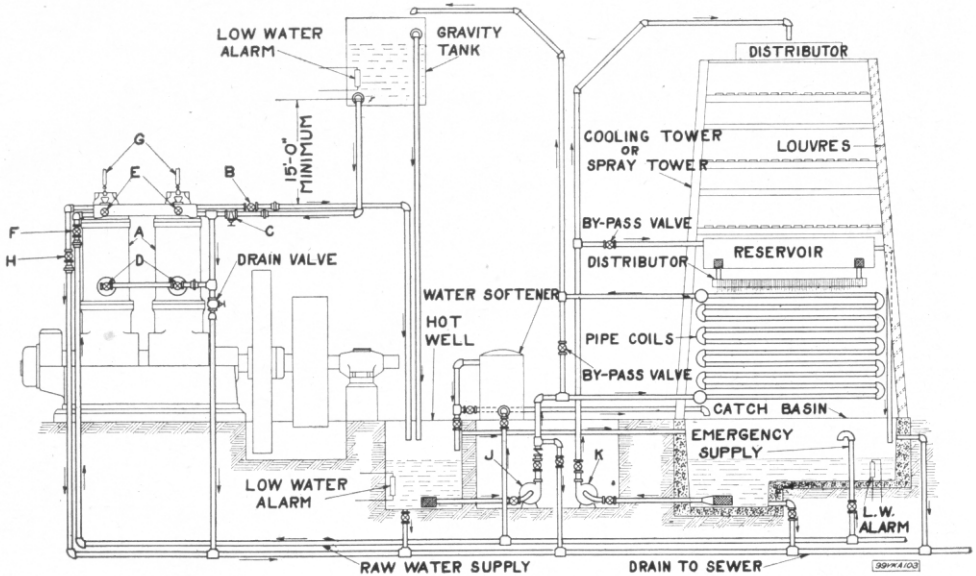 LOW WATER
ALARM
GRAVITY
TANK
DISTRIBUTOR
15'-0"
MINIMUM
COOLING TOWER
OR
SPRAY TOWER
LOUVRES
G
E
B
C
F
A
H
D
DRAIN VALVE
BY-PASS VALVE
RESERVOIR
DISTRIBUTOR
WATER SOFTENER
HOT
WELL
PIPE COILS
BY-PASS VALVE
CATCH BASIN
EMERGENCY
SUPPLY
J
K
LOW WATER
ALARM
L.W.
ALARM
RAW WATER SUPPLY
DRAIN TO SEWER